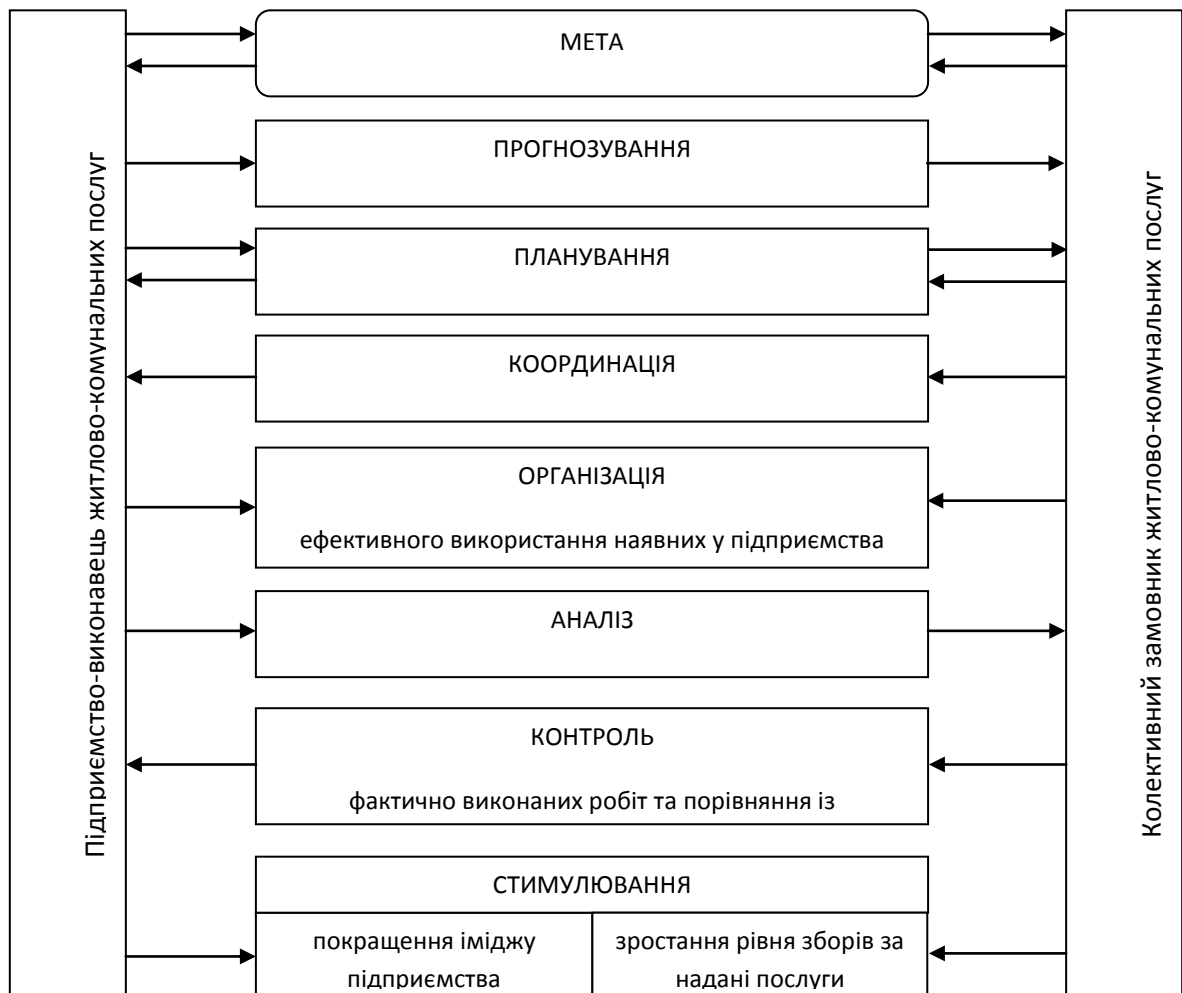 Підприємство-виконавець житлово-комунальних послуг
МЕТА
ПРОГНОЗУВАННЯ
ПЛАНУВАННЯ
КООРДИНАЦІЯ
ОРГАНІЗАЦІЯ
ефективного використання наявних у підприємства
АНАЛІЗ
КОНТРОЛЬ
фактично виконаних робіт та порівняння із
СТИМУЛЮВАННЯ
покращення іміджу
підприємства
зростання рівня зборів за
надані послуги
Колективний замовник житлово-комунальних послуг